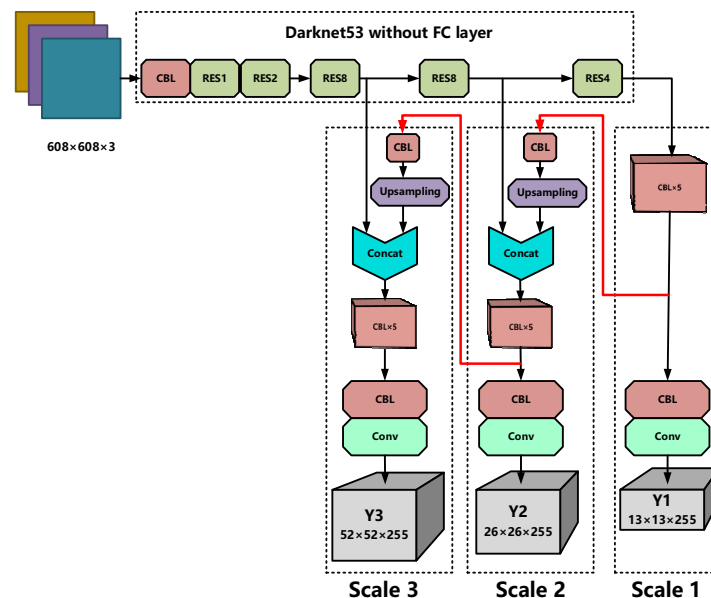 Darknet53 without FC layer
CBL
RES1
RES2
RES8
RES8
RES4
608×608×3
CBL
CBL
CBL×5
Upsampling
Upsampling
Concat
Concat
CBL×5
CBL×5
CBL
CBL
CBL
Conv
Conv
Conv
Y3
52×52×255
Y2
26×26×255
Y1
13×13×255
Scale 3
Scale 2
Scale 1